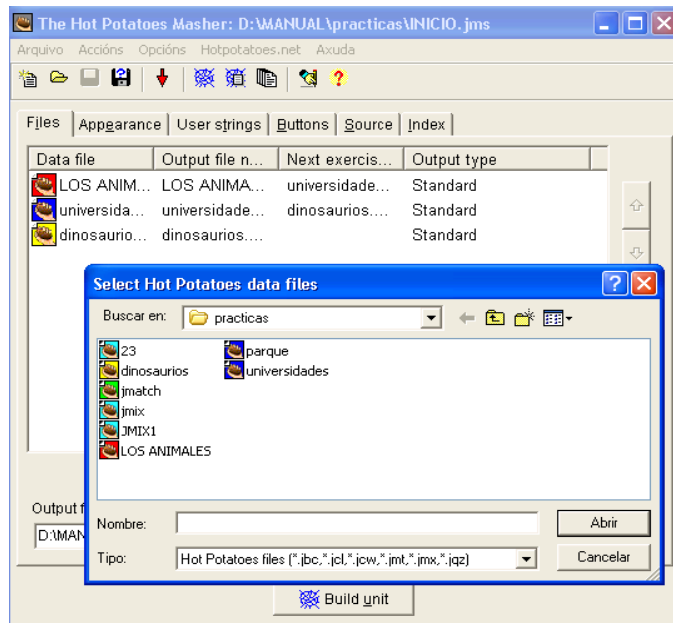 The Hot Potatoes Masher: D:\MANUAL\practicas\INICIO.jms
Arquivo Accións Opcións Hotpotatoes.net Axuda
Files Appearance User strings Buttons Source Index
Data file Output file n... Next exercis... Output type
LOS ANIM... LOS ANIMA... universidade... Standard
universida... universidade... dinosaurios.... Standard
dinosaurio... dinosaurios.... Standard
Select Hot Potatoes data files
Buscar en: practicas
23 parque
dinosaurios universidades
jmatch
jmix
JMIX1
LOS ANIMALES
Output f
D:\MAN
Nombre: Abrir
Tipo: Hot Potatoes files (*.jbc,*.jcl,*.jcw,*.jmt,*.jmx,*.jqz) Cancelar
Build unit